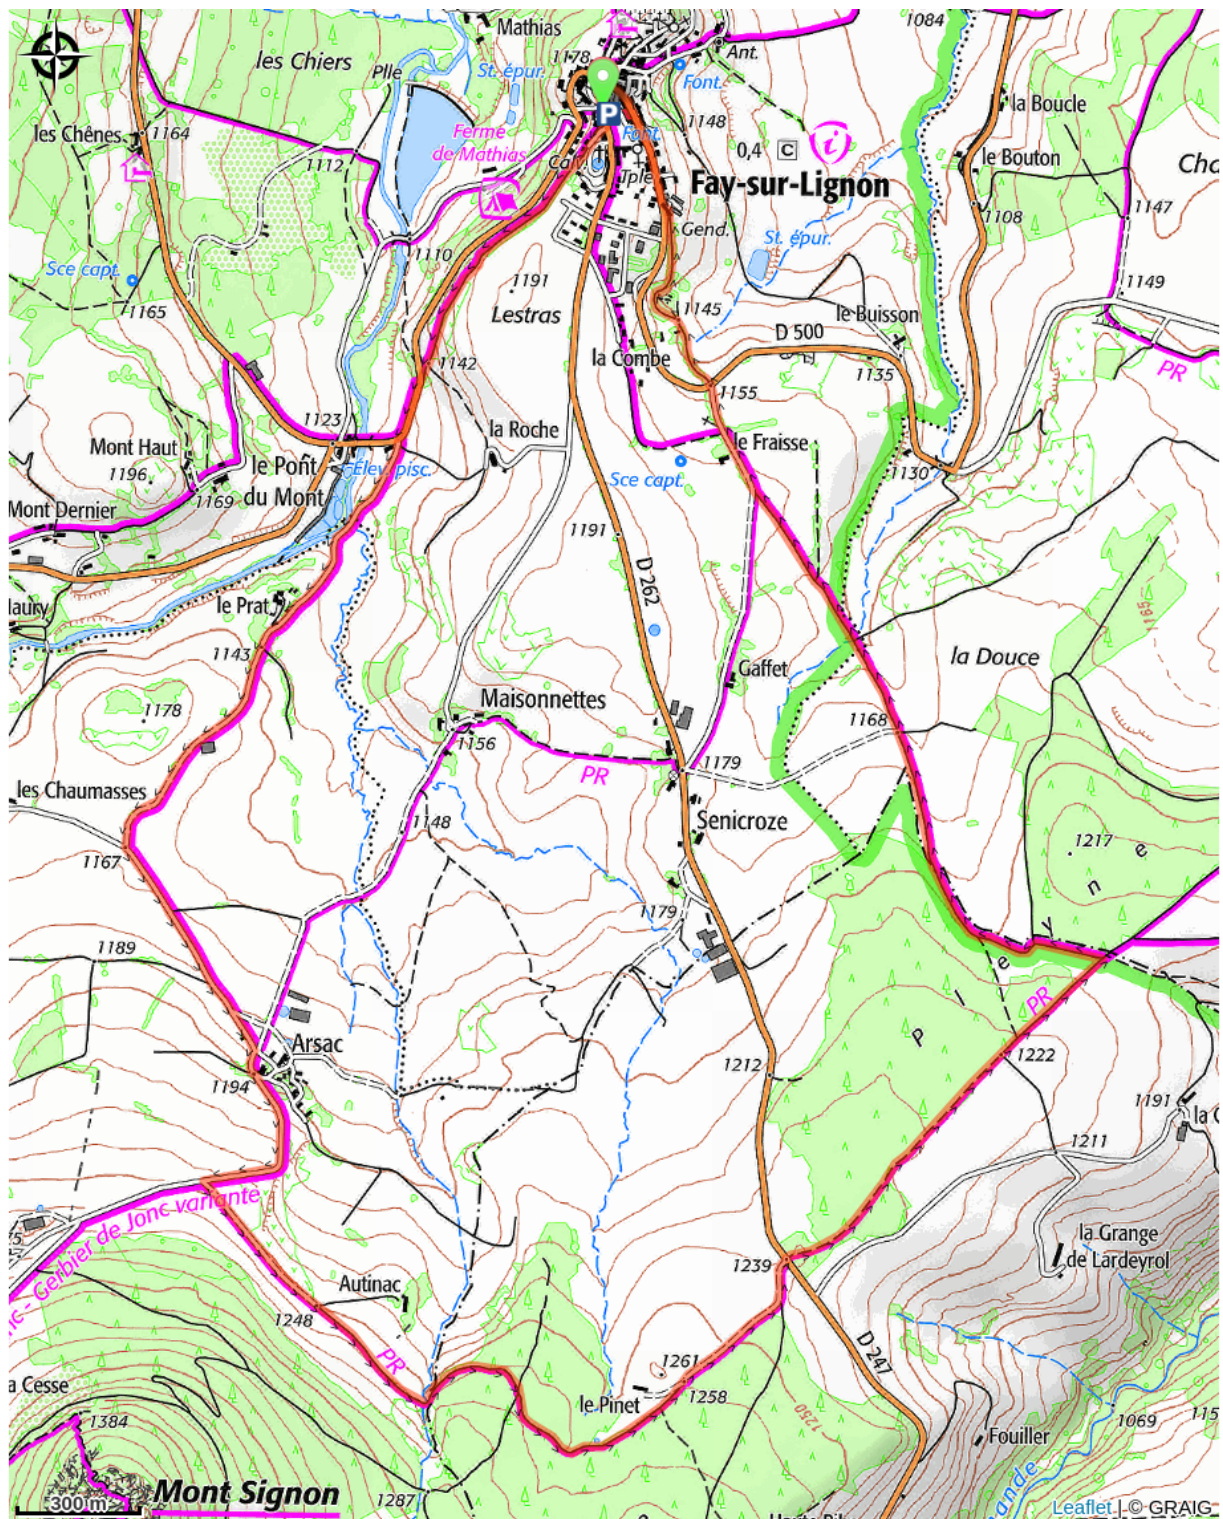 Mathias
1084
les Chiers
1178
Plle
St. épur.
Ant.
Font.
la Boucle
les Chênes
1164
1148
Ferme
de Mathias
Font.
0,4 C
le Bouton
1112
Calv.
Tple
Fay-sur-Lignon
1108
1147
Gend.
1110
St. épur.
Sce capt.
1191
1149
1165
Lestras
1145
le Buisson
D 500
la Combe
1142
1135
PR
1155
1123
la Roche
le Fraisse
Mont Haut
1196
le Pont
du Mont
Élev. pisc.
1130
1169
Sce capt.
Mont Dernier
1191
D 262
le Prat
1165
1143
la Douce
Gaffet
1178
Maisonnettes
1168
1156
PR
1179
les Chaumasses
Senicroze
1148
1217
1167
e
n
1179
y
1189
e
PR
P
Arsac
1222
1194
1212
1191
1211
Gerbier de Jonc variante
la Grange
de Lardeyrol
1239
Autinac
1248
PR
D 247
1261
1258
le Pinet
1384
1250
1069
Fouiller
Mont Signon
1287
300 m
Leaflet | © GRAIG